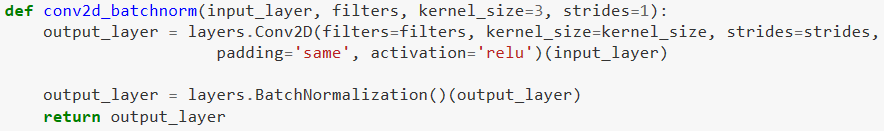 def conv2d_batchnorm(input_layer, filters, kernel_size=3, strides=1):
    output_layer = layers.Conv2D(filters=filters, kernel_size=kernel_size, strides=strides,
                    padding='same', activation='relu')(input_layer)
    output_layer = layers.BatchNormalization()(output_layer)
    return output_layer